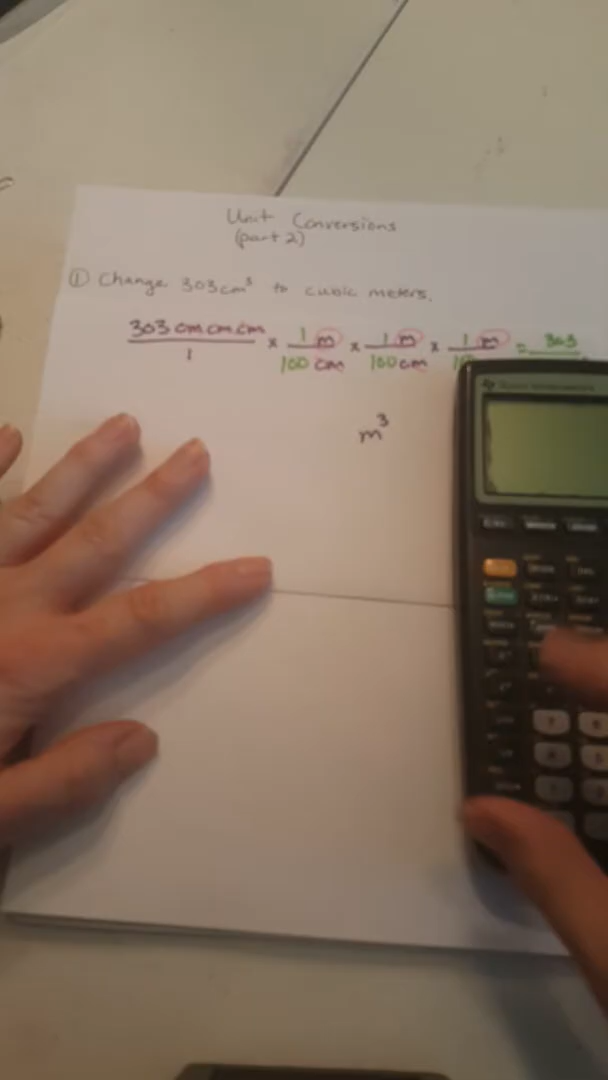 Unit Conversions
(part 2)
① Change 303cm³ to cubic meters.
303 cm cm cm / 1 × 1 m / 100 cm × 1 m / 100 cm × 1 m / = 303
m³